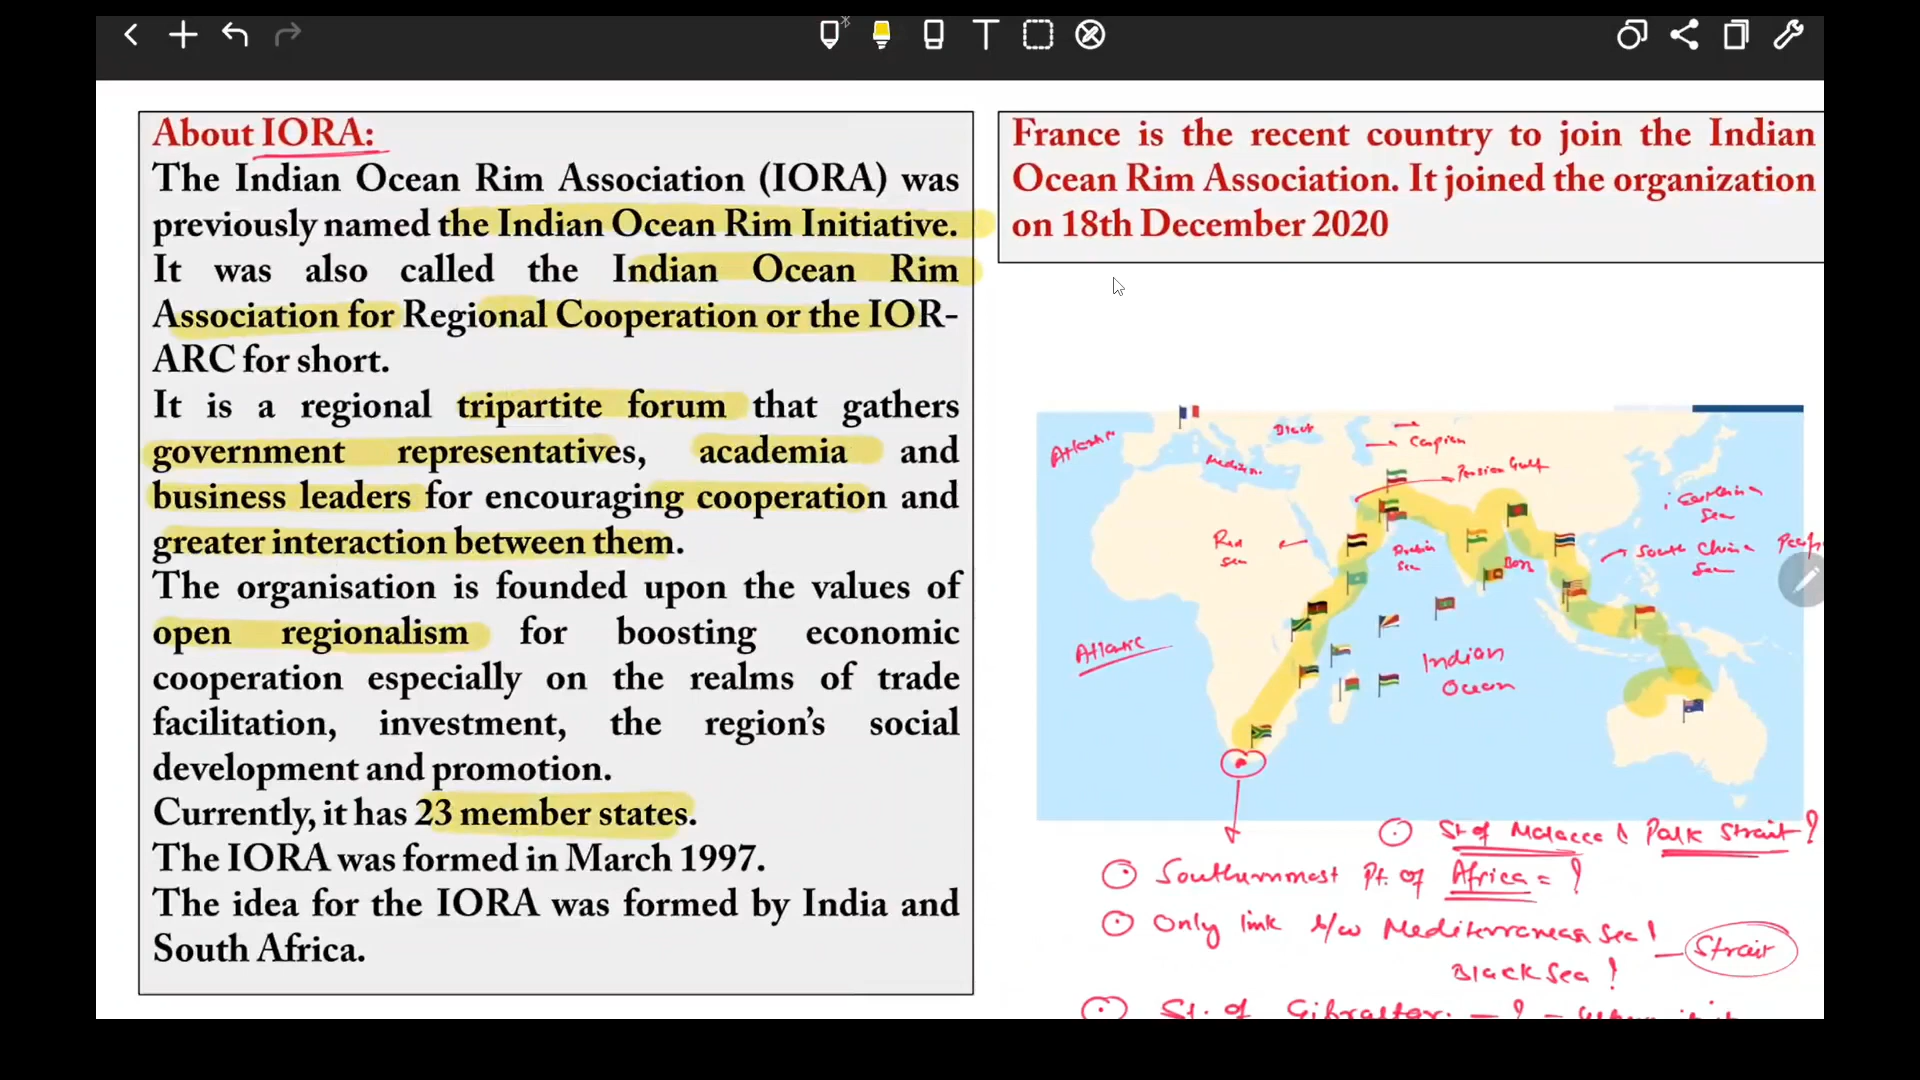 About IORA:
The Indian Ocean Rim Association (IORA) was
previously named the Indian Ocean Rim Initiative.
It was also called the Indian Ocean Rim
Association for Regional Cooperation or the IOR-
ARC for short.
It is a regional tripartite forum that gathers
government representatives, academia and
business leaders for encouraging cooperation and
greater interaction between them.
The organisation is founded upon the values of
open regionalism for boosting economic
cooperation especially on the realms of trade
facilitation, investment, the region's social
development and promotion.
Currently, it has 23 member states.
The IORA was formed in March 1997.
The idea for the IORA was formed by India and
South Africa.
France is the recent country to join the Indian
Ocean Rim Association. It joined the organization
on 18th December 2020
Atlantic
Black
Caspian
Persian Gulf
Red
Sea
Arabian
Sea
South China
Sea
Atlantic
Indian
Ocean
St. of Malacca & Palk Strait ?
Southernmost Pt. of Africa = ?
Only link b/w Mediterranean Sea !
Black Sea ? — Strait
St. of Gibraltar. — ? —